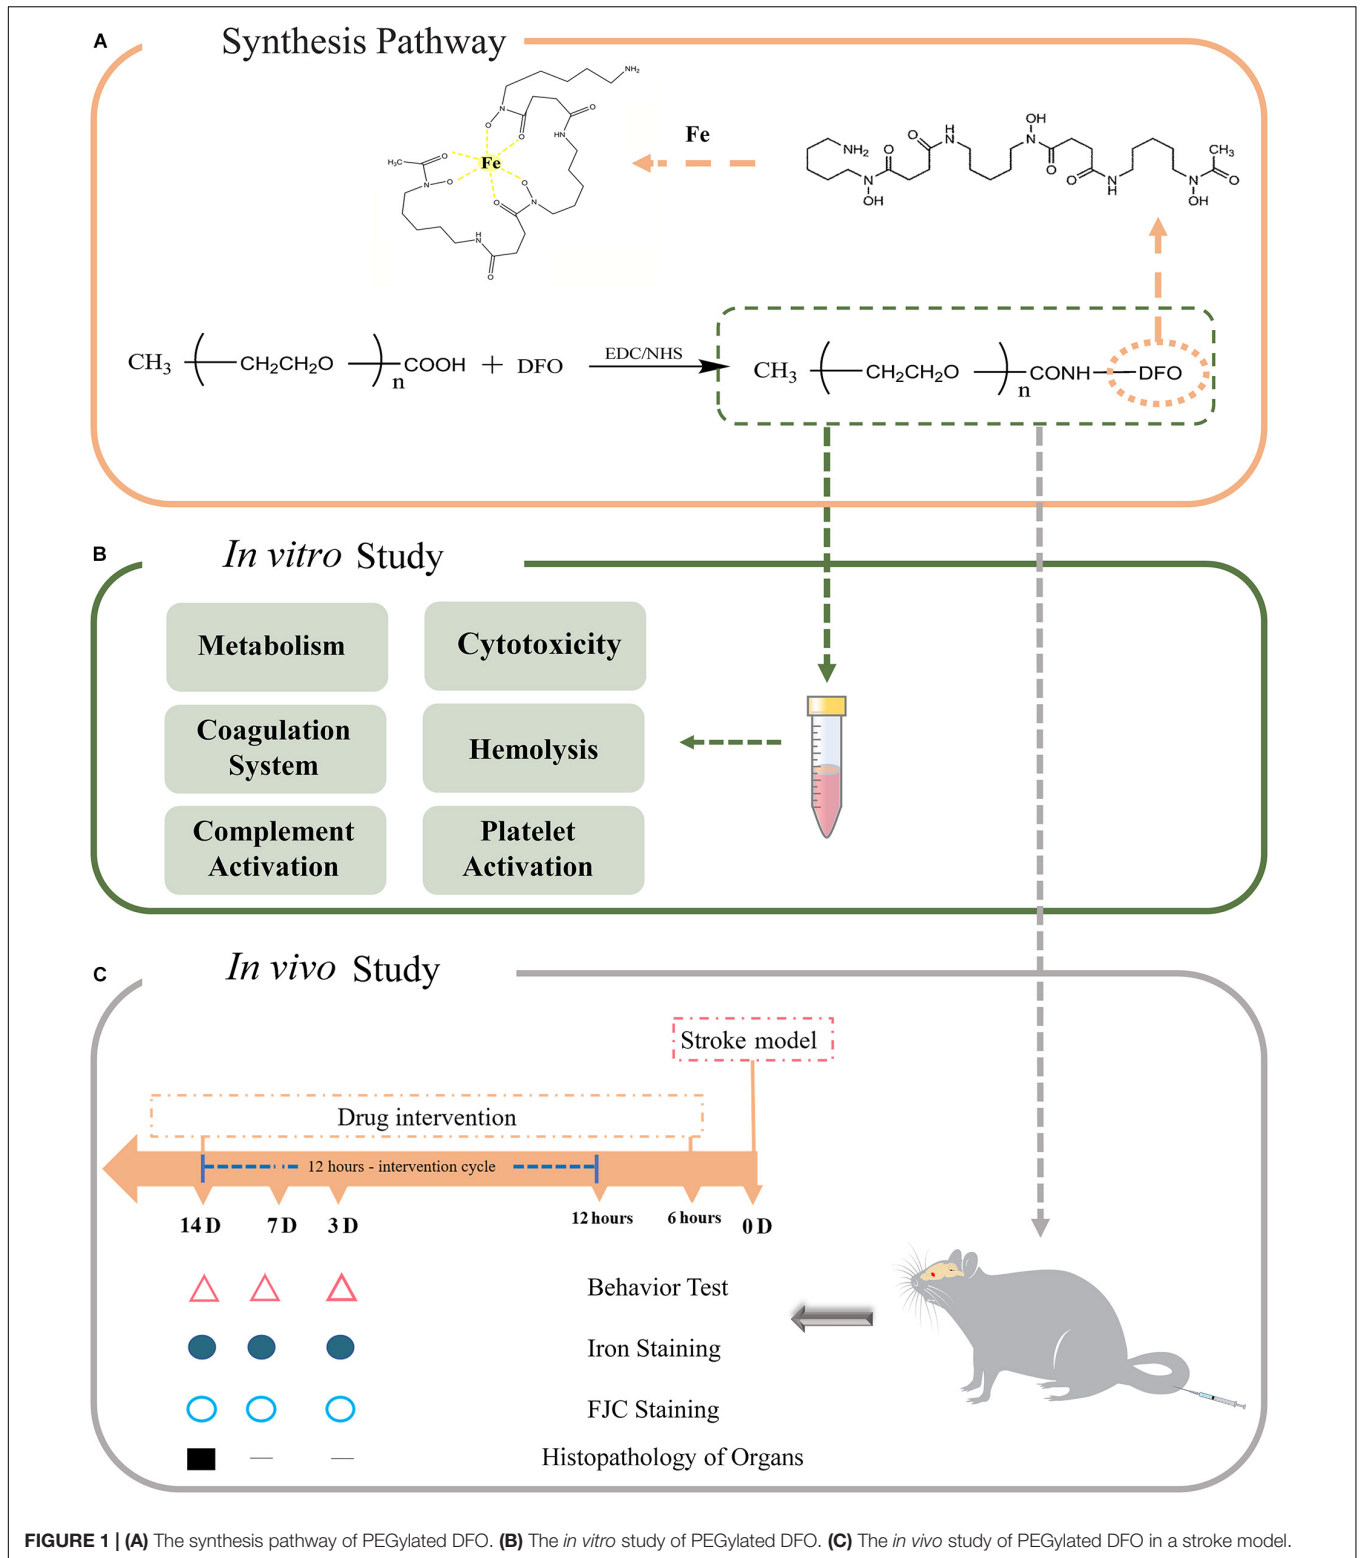 A
Synthesis Pathway
NH₂
N
O
O
O
HN
H₃C
O
N
O
Fe
O
O
N
H
N
O
O
Fe
NH₂
N
OH
O
O
H
N
OH
N
O
O
N
H
N
OH
CH₃
O
CH₃ ( CH₂CH₂O )n COOH + DFO
EDC/NHS
CH₃ ( CH₂CH₂O )n CONH DFO
B
In vitro Study
Metabolism
Cytotoxicity
Coagulation
System
Hemolysis
Complement
Activation
Platelet
Activation
C
In vivo Study
Stroke model
Drug intervention
12 hours - intervention cycle
14 D 7 D 3 D 12 hours 6 hours 0 D
Behavior Test
Iron Staining
FJC Staining
Histopathology of Organs
FIGURE 1 | (A) The synthesis pathway of PEGylated DFO. (B) The in vitro study of PEGylated DFO. (C) The in vivo study of PEGylated DFO in a stroke model.